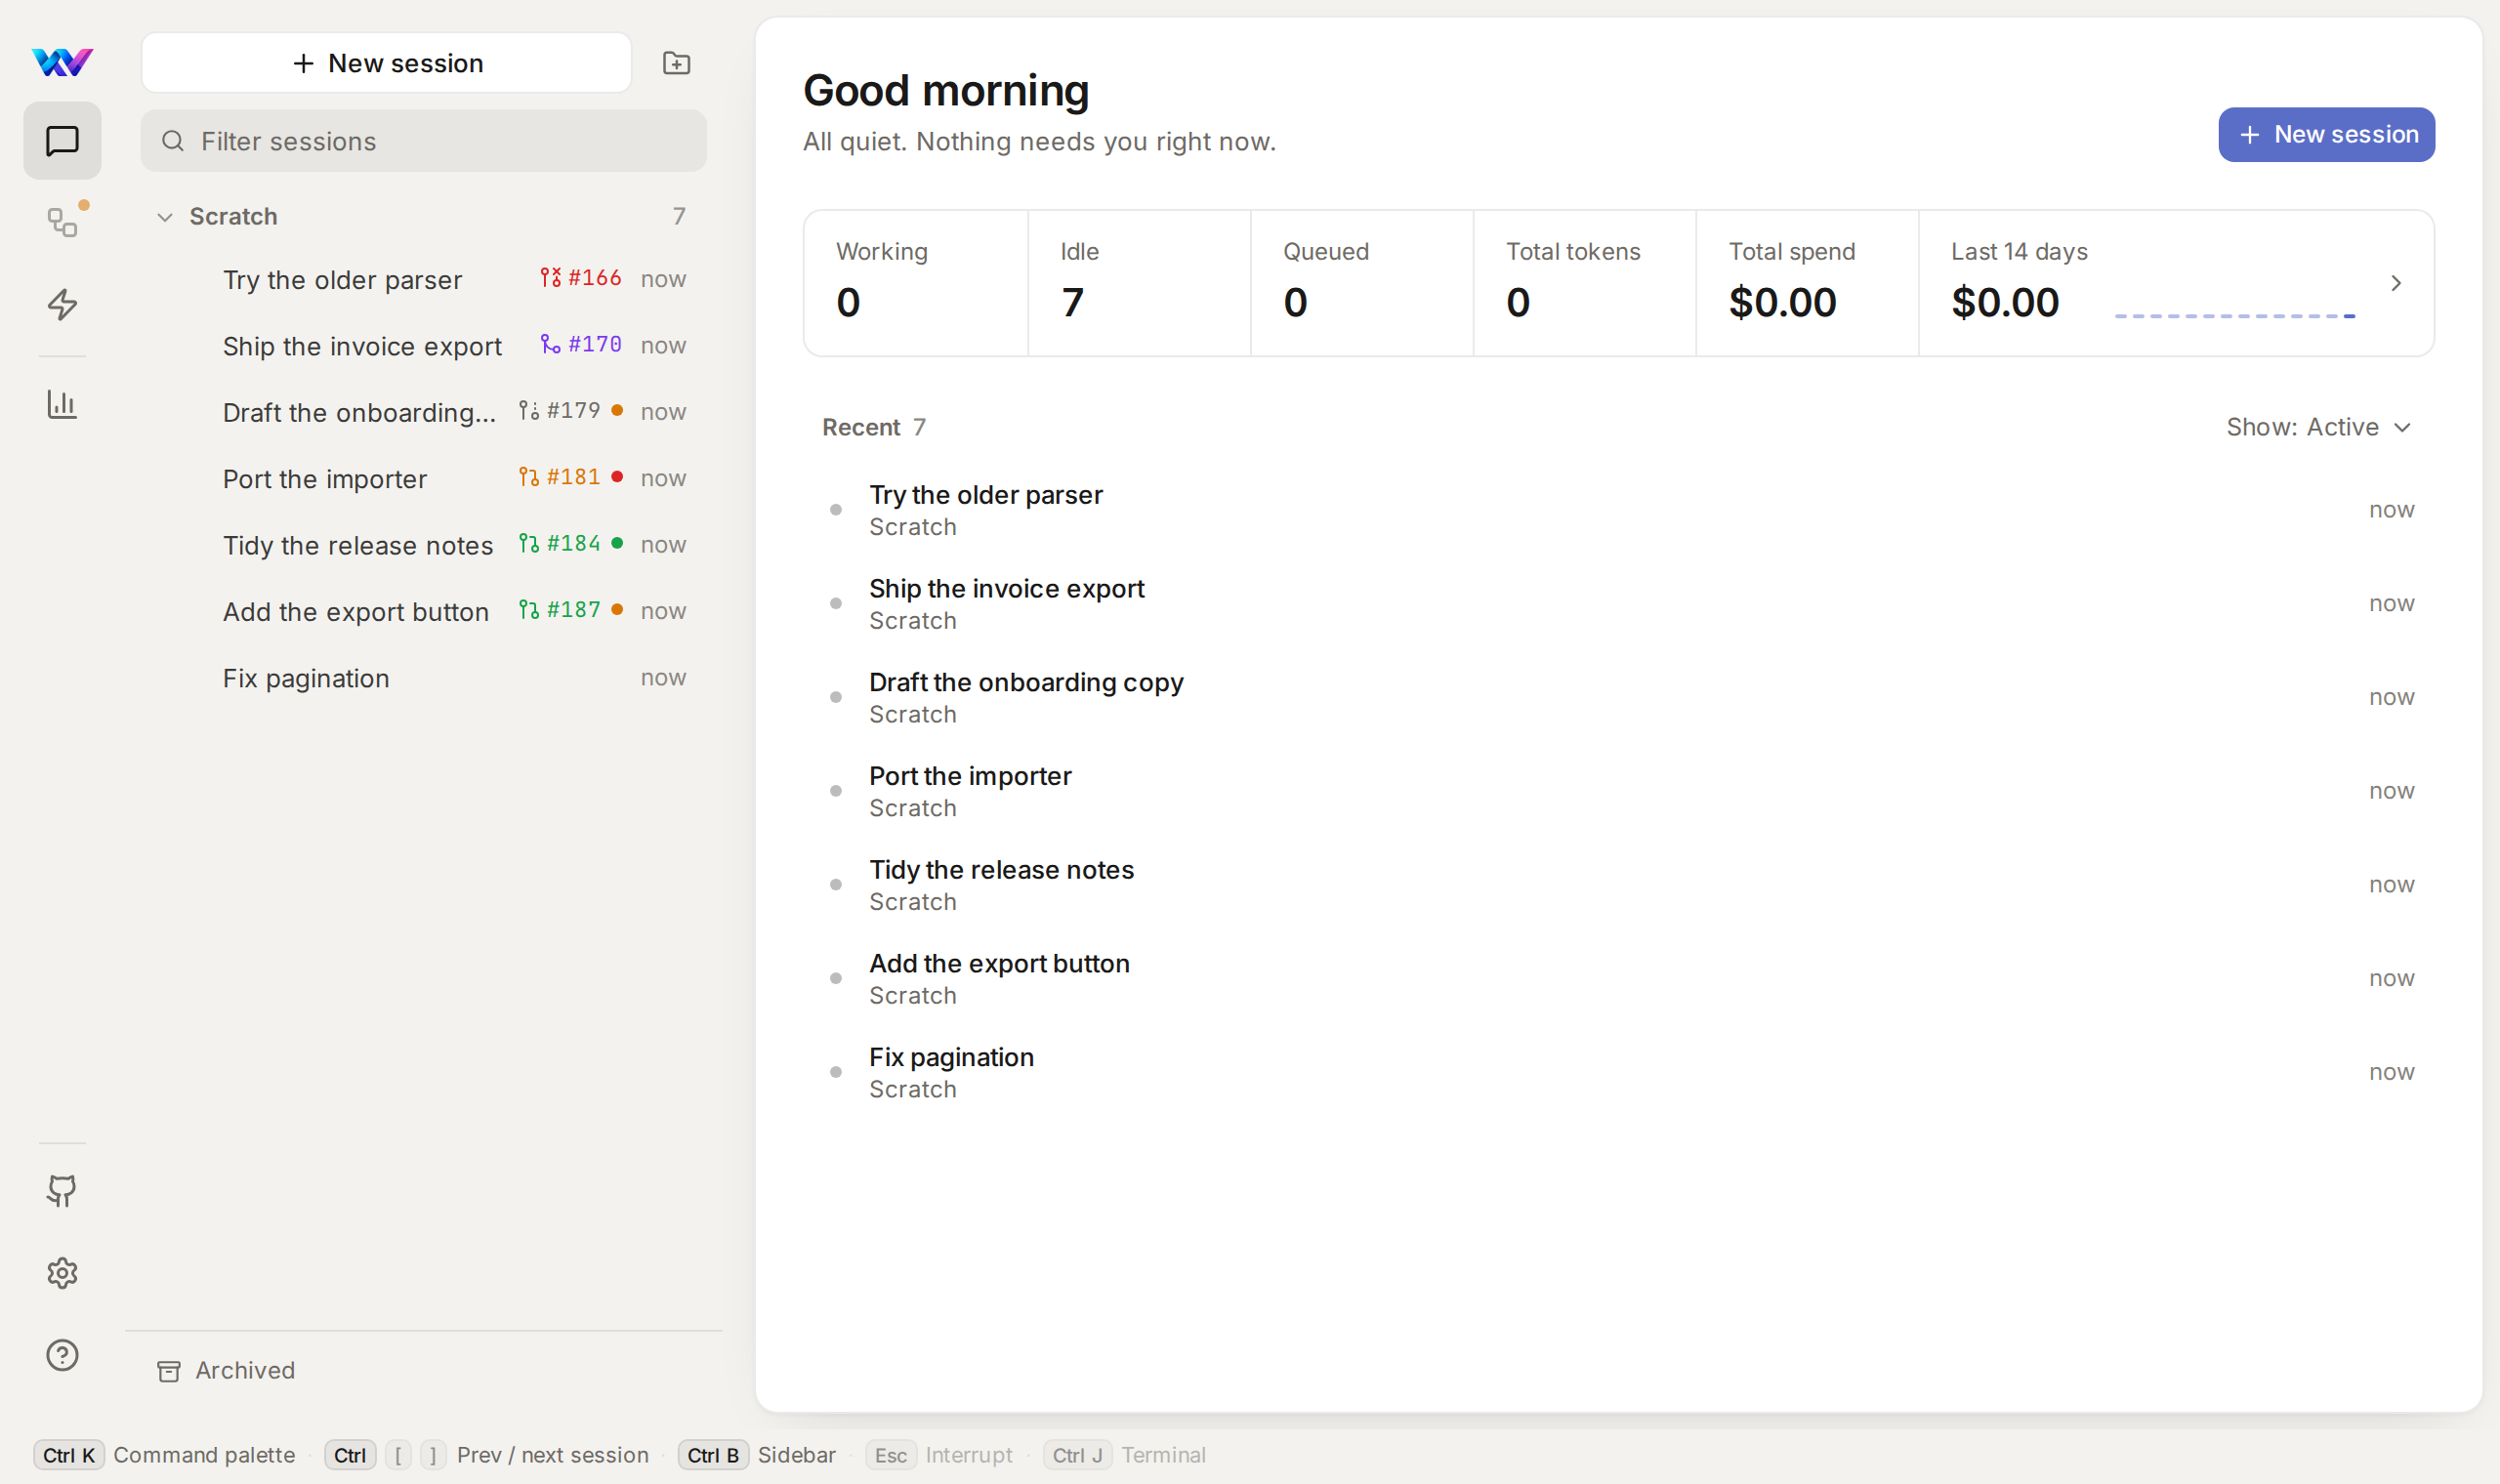 New session
Filter sessions
Scratch 7
Try the older parser #166 now
Ship the invoice export #170 now
Draft the onboarding... #179 now
Port the importer #181 now
Tidy the release notes #184 now
Add the export button #187 now
Fix pagination now
Archived
Good morning
All quiet. Nothing needs you right now.
New session
Working Idle Queued Total tokens Total spend Last 14 days
0 7 0 0 $0.00 $0.00
Recent 7 Show: Active
Try the older parser
Scratch
now
Ship the invoice export
Scratch
now
Draft the onboarding copy
Scratch
now
Port the importer
Scratch
now
Tidy the release notes
Scratch
now
Add the export button
Scratch
now
Fix pagination
Scratch
now
Ctrl K Command palette · Ctrl [ ] Prev / next session · Ctrl B Sidebar · Esc Interrupt · Ctrl J Terminal